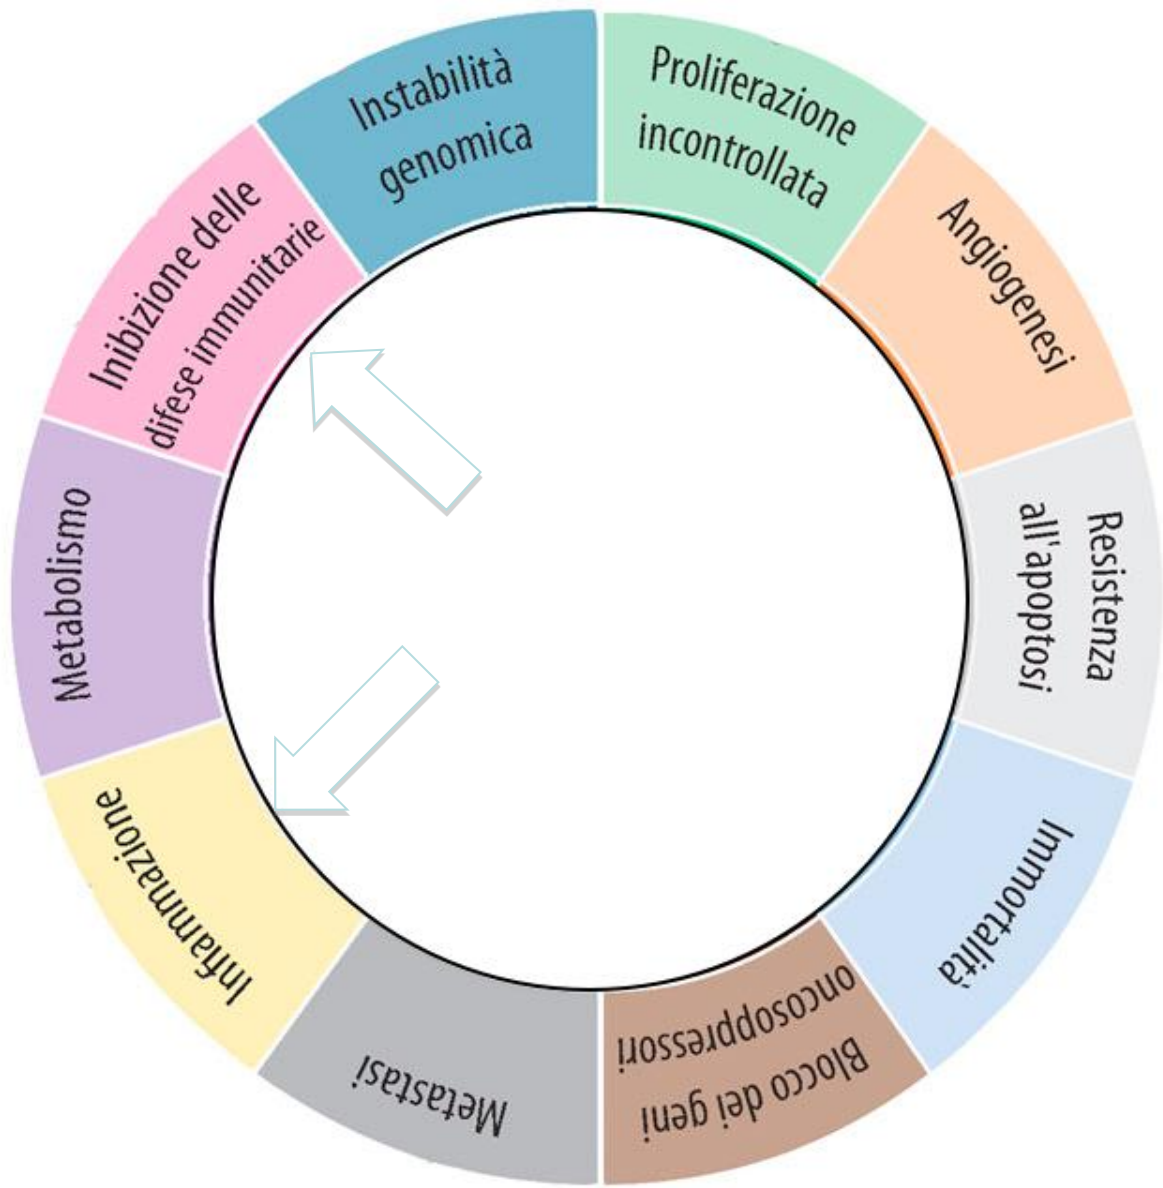 Proliferazione
incontrollata
Angiogenesi
Resistenza
all'apoptosi
Immortalità
Blocco dei geni
oncosoppressori
Metastasi
Infiammazione
Metabolismo
Inibizione delle
difese immunitarie
Instabilità
genomica